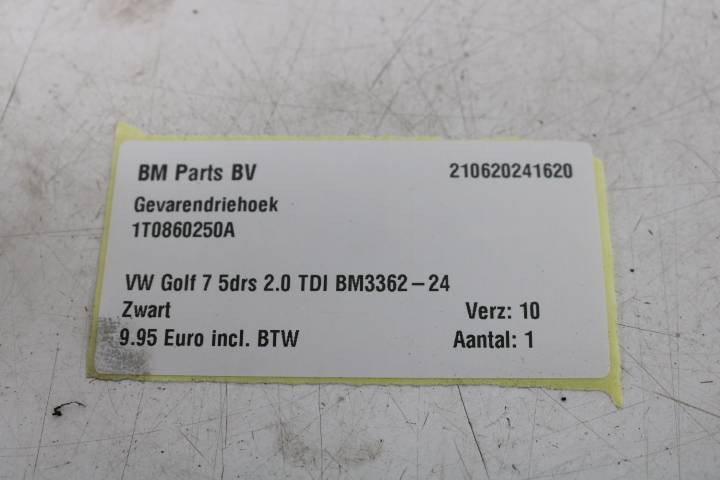 BM Parts BV 210620241620
Gevarendriehoek
1T0860250A
VW Golf 7 5drs 2.0 TDI BM3362-24
Zwart Verz: 10
9.95 Euro incl. BTW Aantal: 1